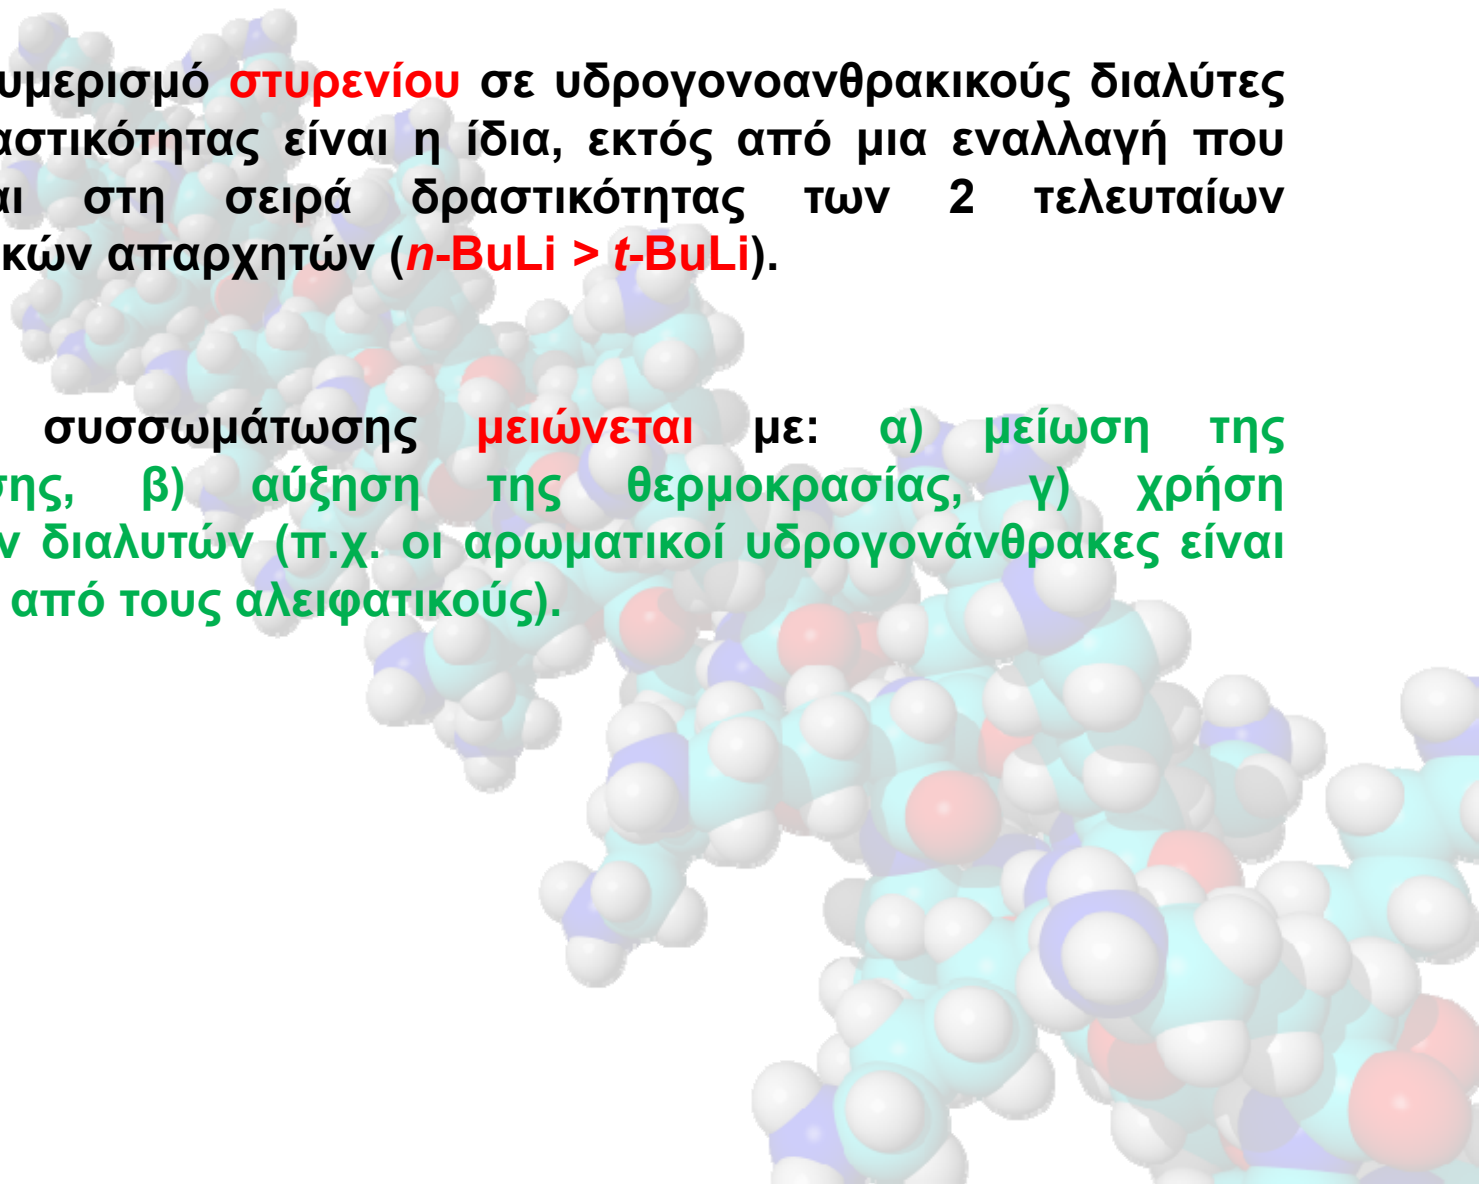 υμερισμό στυρενίου σε υδρογονοανθρακικούς διαλύτες
αστικότητας είναι η ίδια, εκτός από μια εναλλαγή που
αι στη σειρά δραστικότητας των 2 τελευταίων
κών απαρχητών (n-BuLi > t-BuLi).
συσσωμάτωσης μειώνεται με: α) μείωση της
σης, β) αύξηση της θερμοκρασίας, γ) χρήση
ν διαλυτών (π.χ. οι αρωματικοί υδρογονάνθρακες είναι
από τους αλειφατικούς).